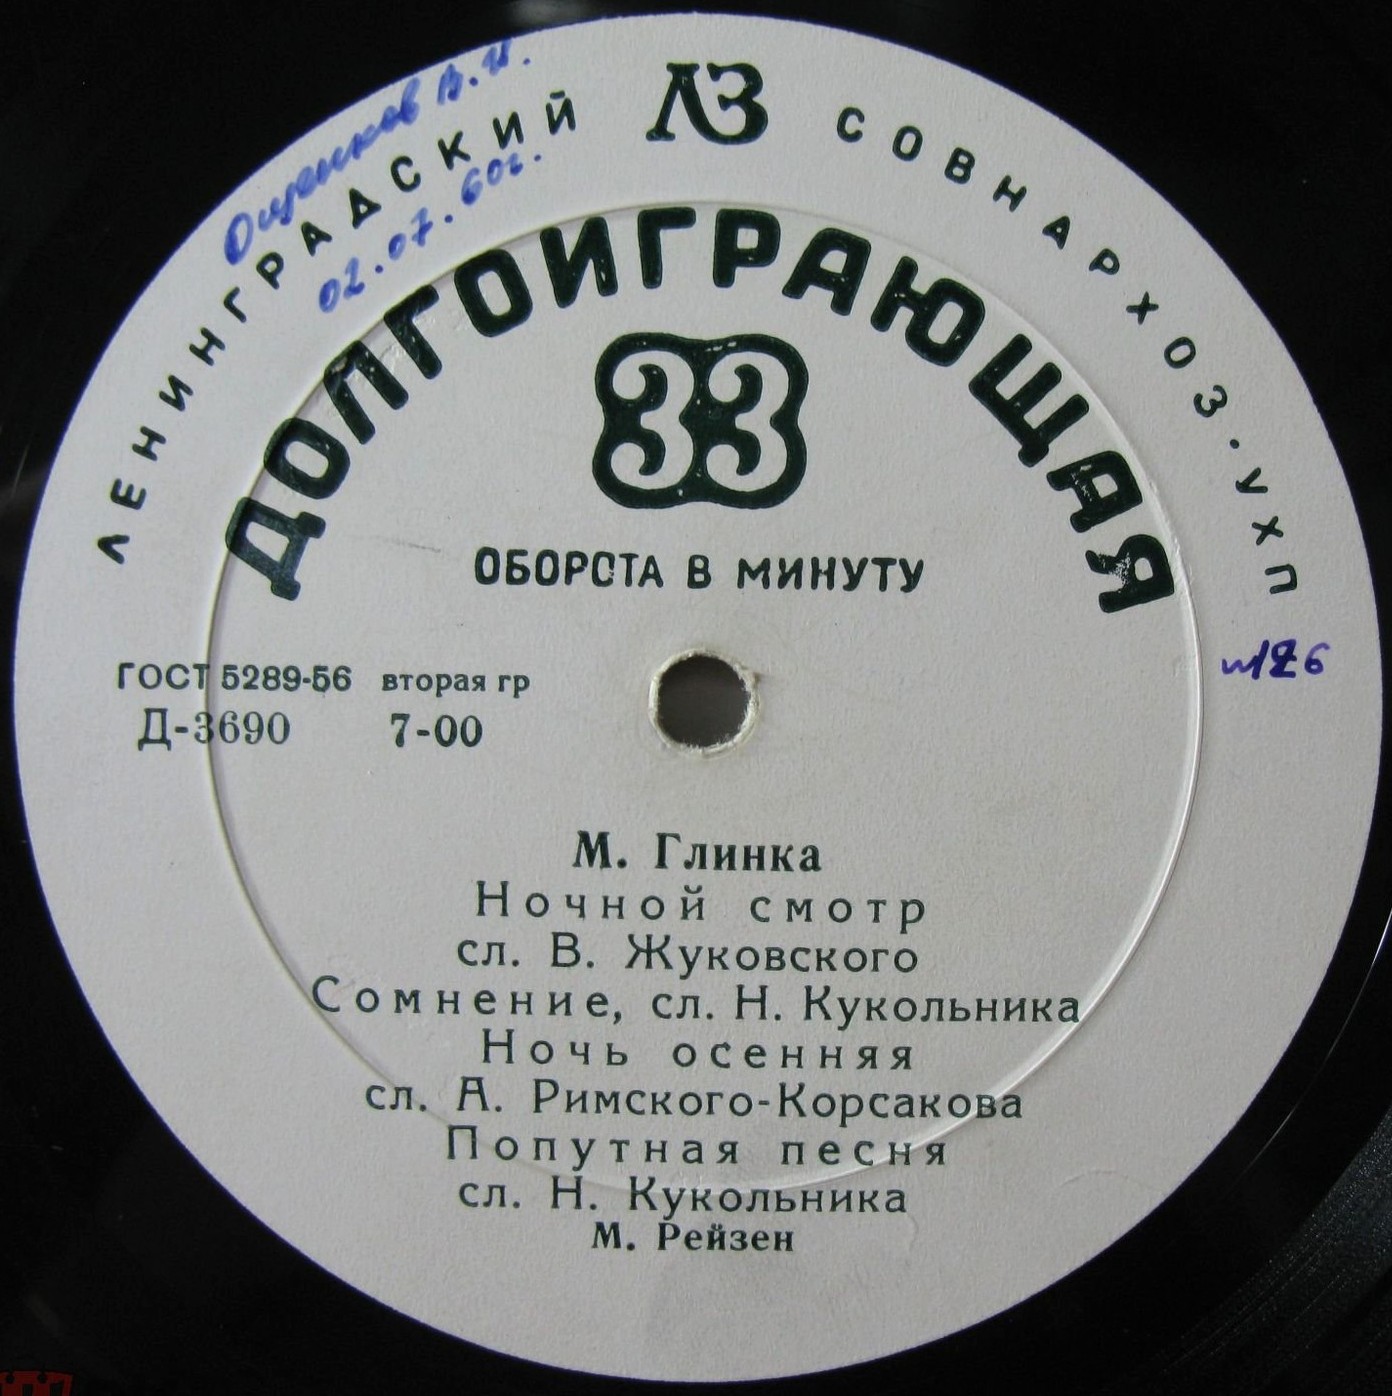 Ощенков В.И.
ЛЕНИНГРАДСКИЙ ЛЗ СОВНАРХОЗ·УХП
02.07.60г.
ДОЛГОИГРАЮЩАЯ
33
ОБОРОТА В МИНУТУ
ГОСТ 5289-56 вторая гр
Д-3690 7-00
М. Глинка
Ночной смотр
сл. В. Жуковского
Сомнение, сл. Н. Кукольника
Ночь осенняя
сл. А. Римского-Корсакова
Попутная песня
сл. Н. Кукольника
М. Рейзен